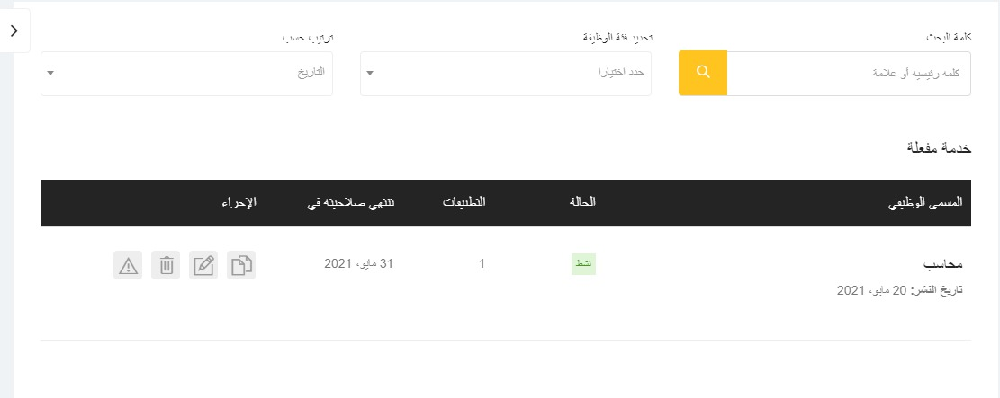 كلمة البحث
تحديد فئة الوظيفة
ترتيب حسب
كلمه رئيسيه أو علامة
حدد اختيارا
التاريخ
خدمة مفعلة
المسمى الوظيفي
الحالة
التطبيقات
تنتهي صلاحيته في
الإجراء
محاسب
نشط
1
31 مايو، 2021
تاريخ النشر: 20 مايو، 2021